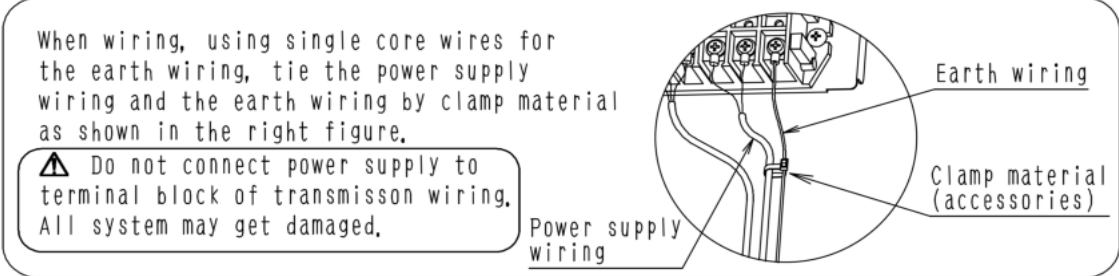 When wiring, using single core wires for
the earth wiring, tie the power supply
wiring and the earth wiring by clamp material
as shown in the right figure.
⚠ Do not connect power supply to
terminal block of transmisson wiring.
All system may get damaged.
Earth wiring
Clamp material
(accessories)
Power supply
wiring